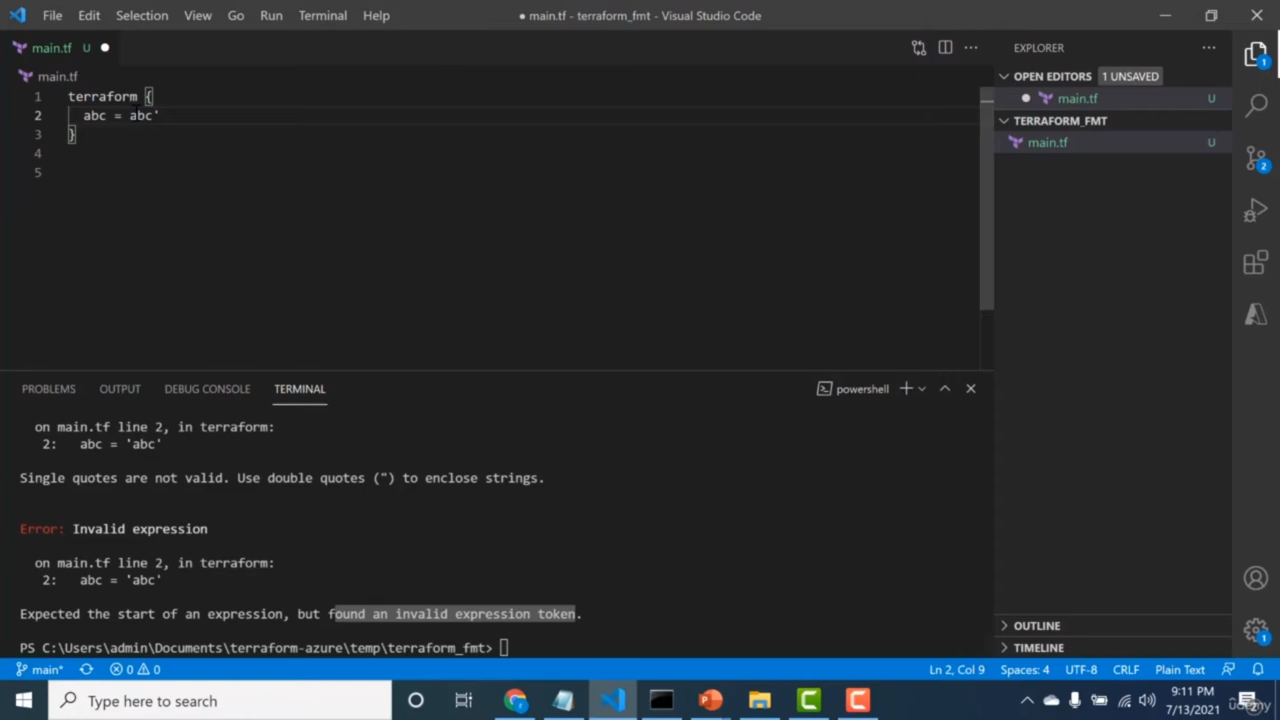 File Edit Selection View Go Run Terminal Help
● main.tf - terraform_fmt - Visual Studio Code
main.tf U
main.tf
1 terraform {
2 abc = abc'
3 }
4
5
EXPLORER
OPEN EDITORS 1 UNSAVED
main.tf U
TERRAFORM_FMT
main.tf U
1
2
PROBLEMS OUTPUT DEBUG CONSOLE TERMINAL
powershell
on main.tf line 2, in terraform:
2: abc = 'abc'
Single quotes are not valid. Use double quotes (") to enclose strings.
Error: Invalid expression
on main.tf line 2, in terraform:
2: abc = 'abc'
Expected the start of an expression, but found an invalid expression token.
PS C:\Users\admin\Documents\terraform-azure\temp\terraform_fmt>
OUTLINE
TIMELINE
1
main* 0 0
Ln 2, Col 9 Spaces: 4 UTF-8 CRLF Plain Text
Type here to search
9:11 PM
7/13/2021
2
udemy